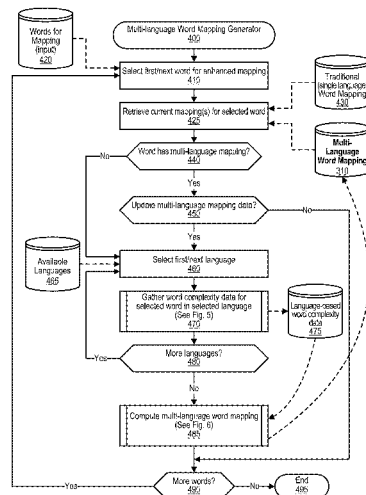 Multi-language Word Mapping Generator
400
Words for
Mapping
(input)
420
Select first/next word for enhanced mapping
410
Traditional
(single language)
Word Mapping
430
Retrieve current mapping(s) for selected word
425
Multi-
Language
Word Mapping
310
No
Word has multi-language mapping?
440
Yes
Update multi-language mapping data?
450
No
Yes
Available
Languages
465
Select first/next language
460
Gather word complexity data for
selected word in selected language
(See Fig. 5)
470
Language-based
word complexity
data
475
Yes
More languages?
480
No
Compute multi-language word mapping
(See Fig. 6)
485
Yes
More words?
490
No
End
495